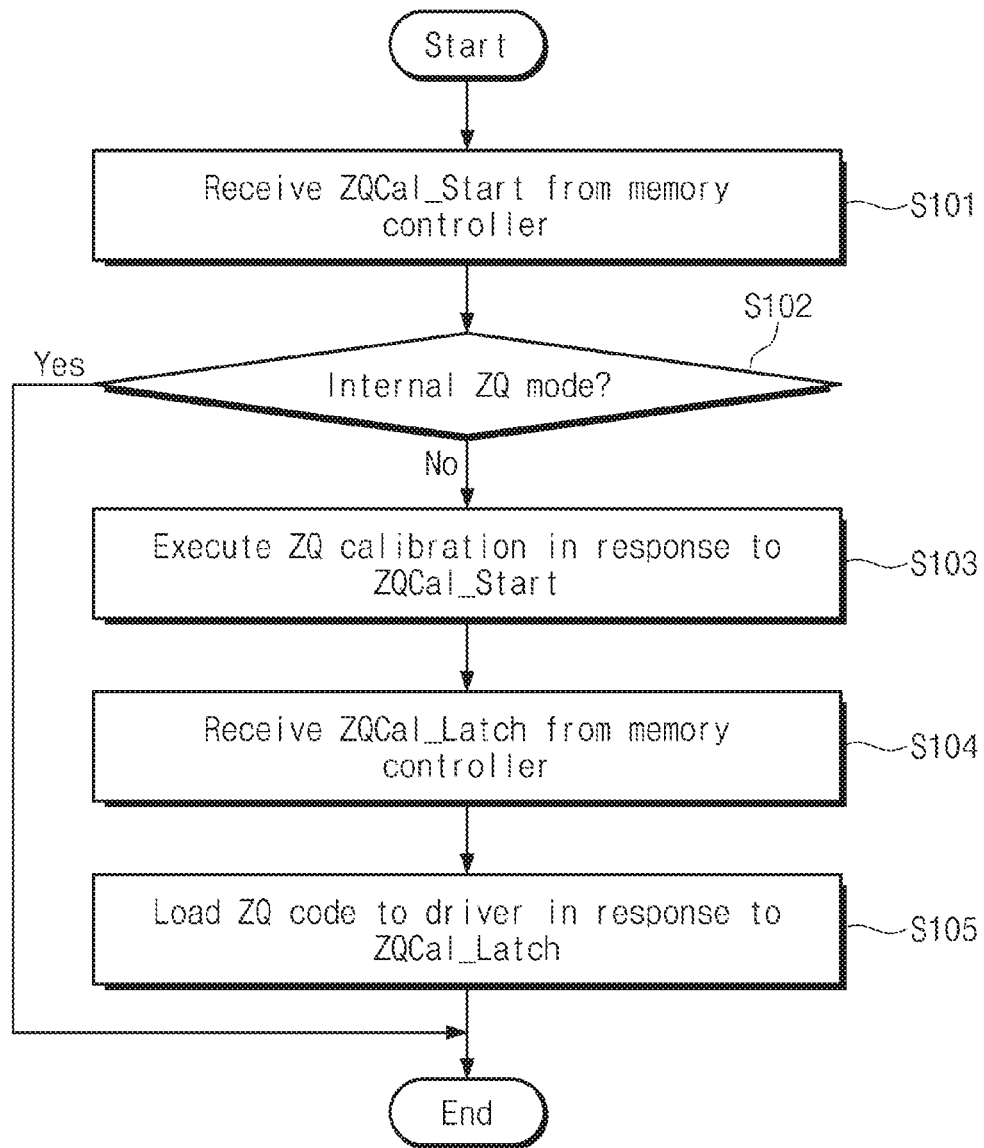 Start
Receive ZQCal_Start from memory
controller
S101
S102
Yes
Internal ZQ mode?
No
Execute ZQ calibration in response to
ZQCal_Start
S103
Receive ZQCal_Latch from memory
controller
S104
Load ZQ code to driver in response to
ZQCal_Latch
S105
End